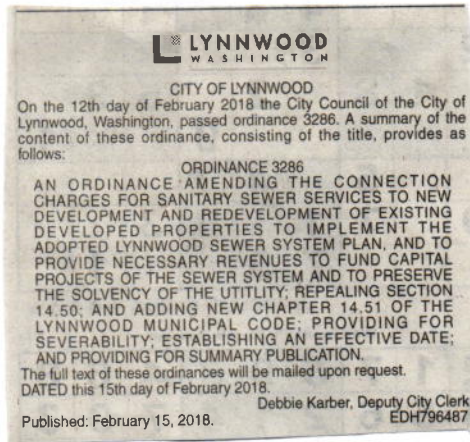 LYNNWOOD
WASHINGTON
CITY OF LYNNWOOD
On the 12th day of February 2018 the City Council of the City of
Lynnwood, Washington, passed ordinance 3286. A summary of the
content of these ordinance, consisting of the title, provides as
follows:
ORDINANCE 3286
AN ORDINANCE AMENDING THE CONNECTION
CHARGES FOR SANITARY SEWER SERVICES TO NEW
DEVELOPMENT AND REDEVELOPMENT OF EXISTING
DEVELOPED PROPERTIES TO IMPLEMENT THE
ADOPTED LYNNWOOD SEWER SYSTEM PLAN, AND TO
PROVIDE NECESSARY REVENUES TO FUND CAPITAL
PROJECTS OF THE SEWER SYSTEM AND TO PRESERVE
THE SOLVENCY OF THE UTITLITY; REPEALING SECTION
14.50; AND ADDING NEW CHAPTER 14.51 OF THE
LYNNWOOD MUNICIPAL CODE; PROVIDING FOR
SEVERABILITY; ESTABLISHING AN EFFECTIVE DATE;
AND PROVIDING FOR SUMMARY PUBLICATION.
The full text of these ordinances will be mailed upon request.
DATED this 15th day of February 2018.
Debbie Karber, Deputy City Clerk
Published: February 15, 2018. EDH796487